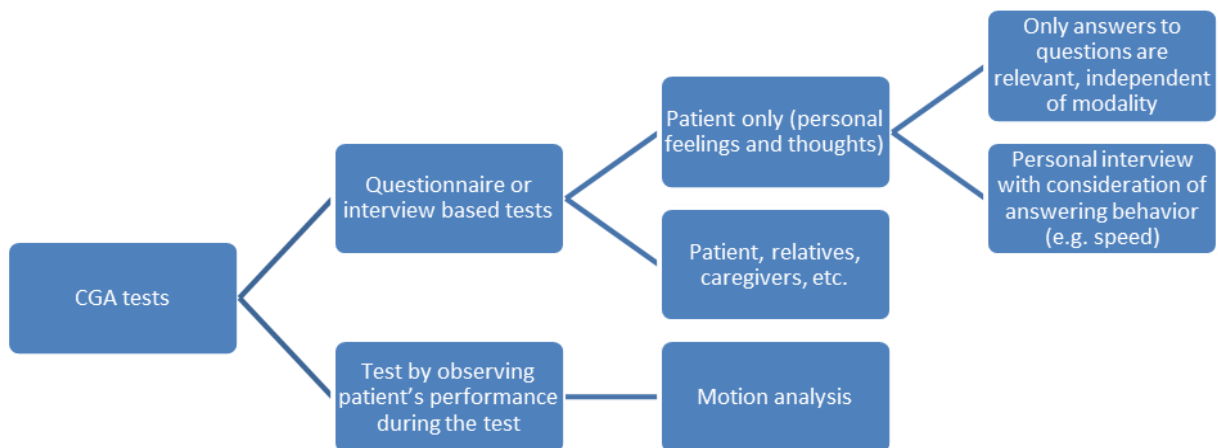 CGA tests
Questionnaire or
interview based tests
Test by observing
patient's performance
during the test
Patient only (personal
feelings and thoughts)
Patient, relatives,
caregivers, etc.
Motion analysis
Only answers to
questions are
relevant, independent
of modality
Personal interview
with consideration of
answering behavior
(e.g. speed)